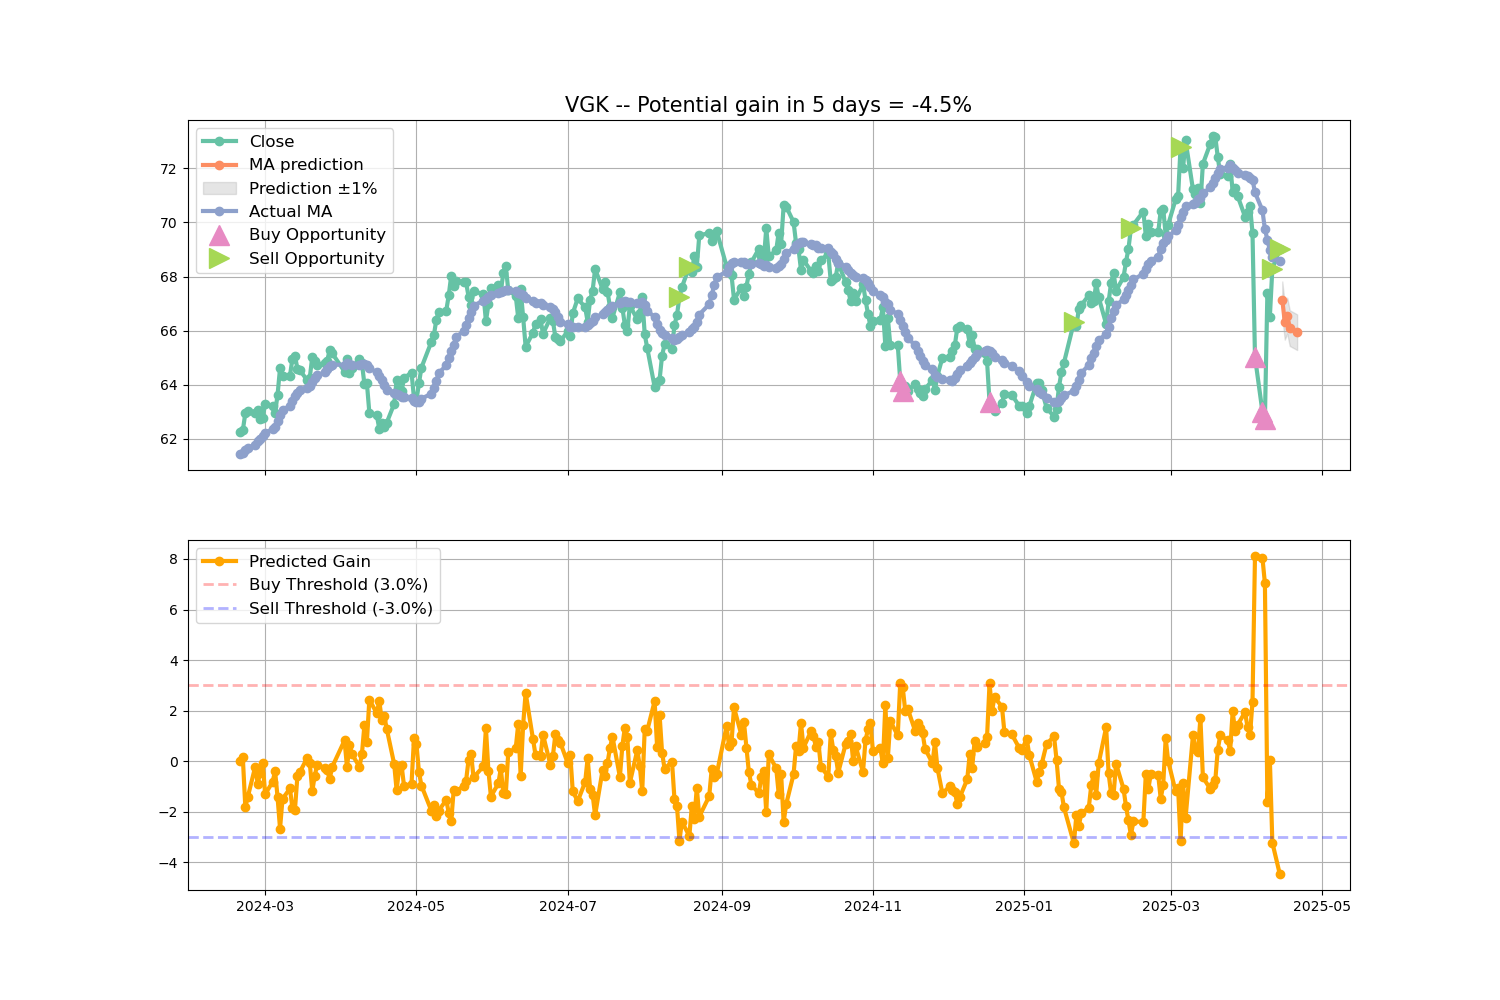 VGK -- Potential gain in 5 days = -4.5%
Close
MA prediction
Prediction ±1%
Actual MA
Buy Opportunity
Sell Opportunity
72
70
68
66
64
62
Predicted Gain
Buy Threshold (3.0%)
Sell Threshold (-3.0%)
8
6
4
2
0
−2
−4
2024-03 2024-05 2024-07 2024-09 2024-11 2025-01 2025-03 2025-05